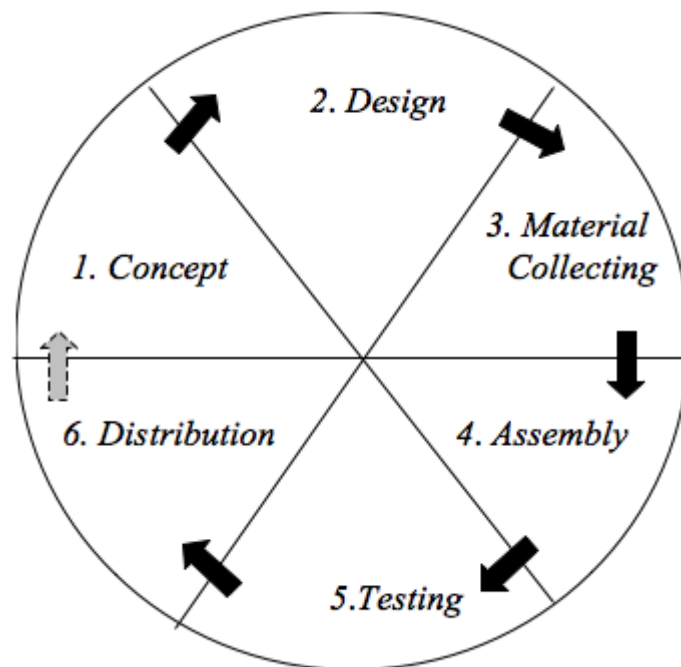 1. Concept
2. Design
3. Material
Collecting
4. Assembly
5.Testing
6. Distribution